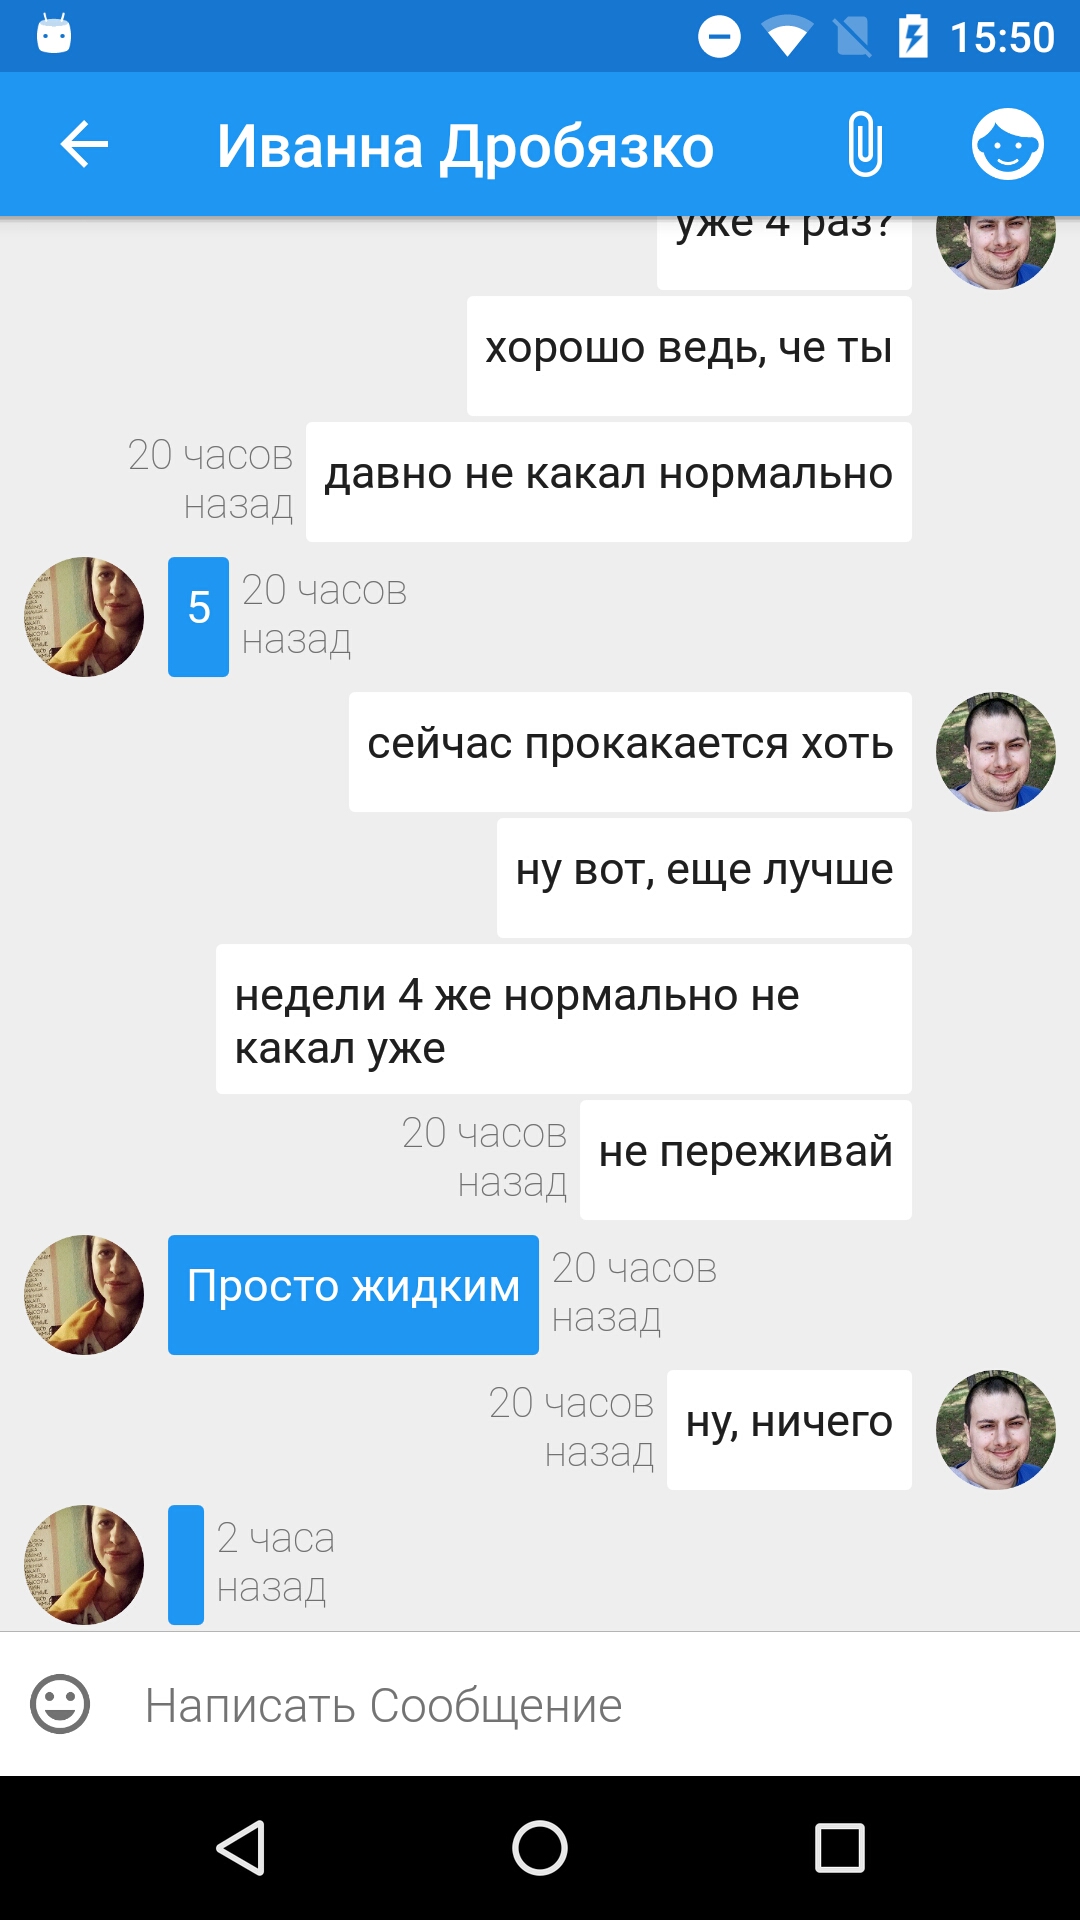 15:50
Иванна Дробязко
уже 4 раз?
хорошо ведь, че ты
20 часов
назад
давно не какал нормально
5
20 часов
назад
сейчас прокакается хоть
ну вот, еще лучше
недели 4 же нормально не
какал уже
20 часов
назад
не переживай
Просто жидким
20 часов
назад
20 часов
назад
ну, ничего
2 часа
назад
Написать Сообщение